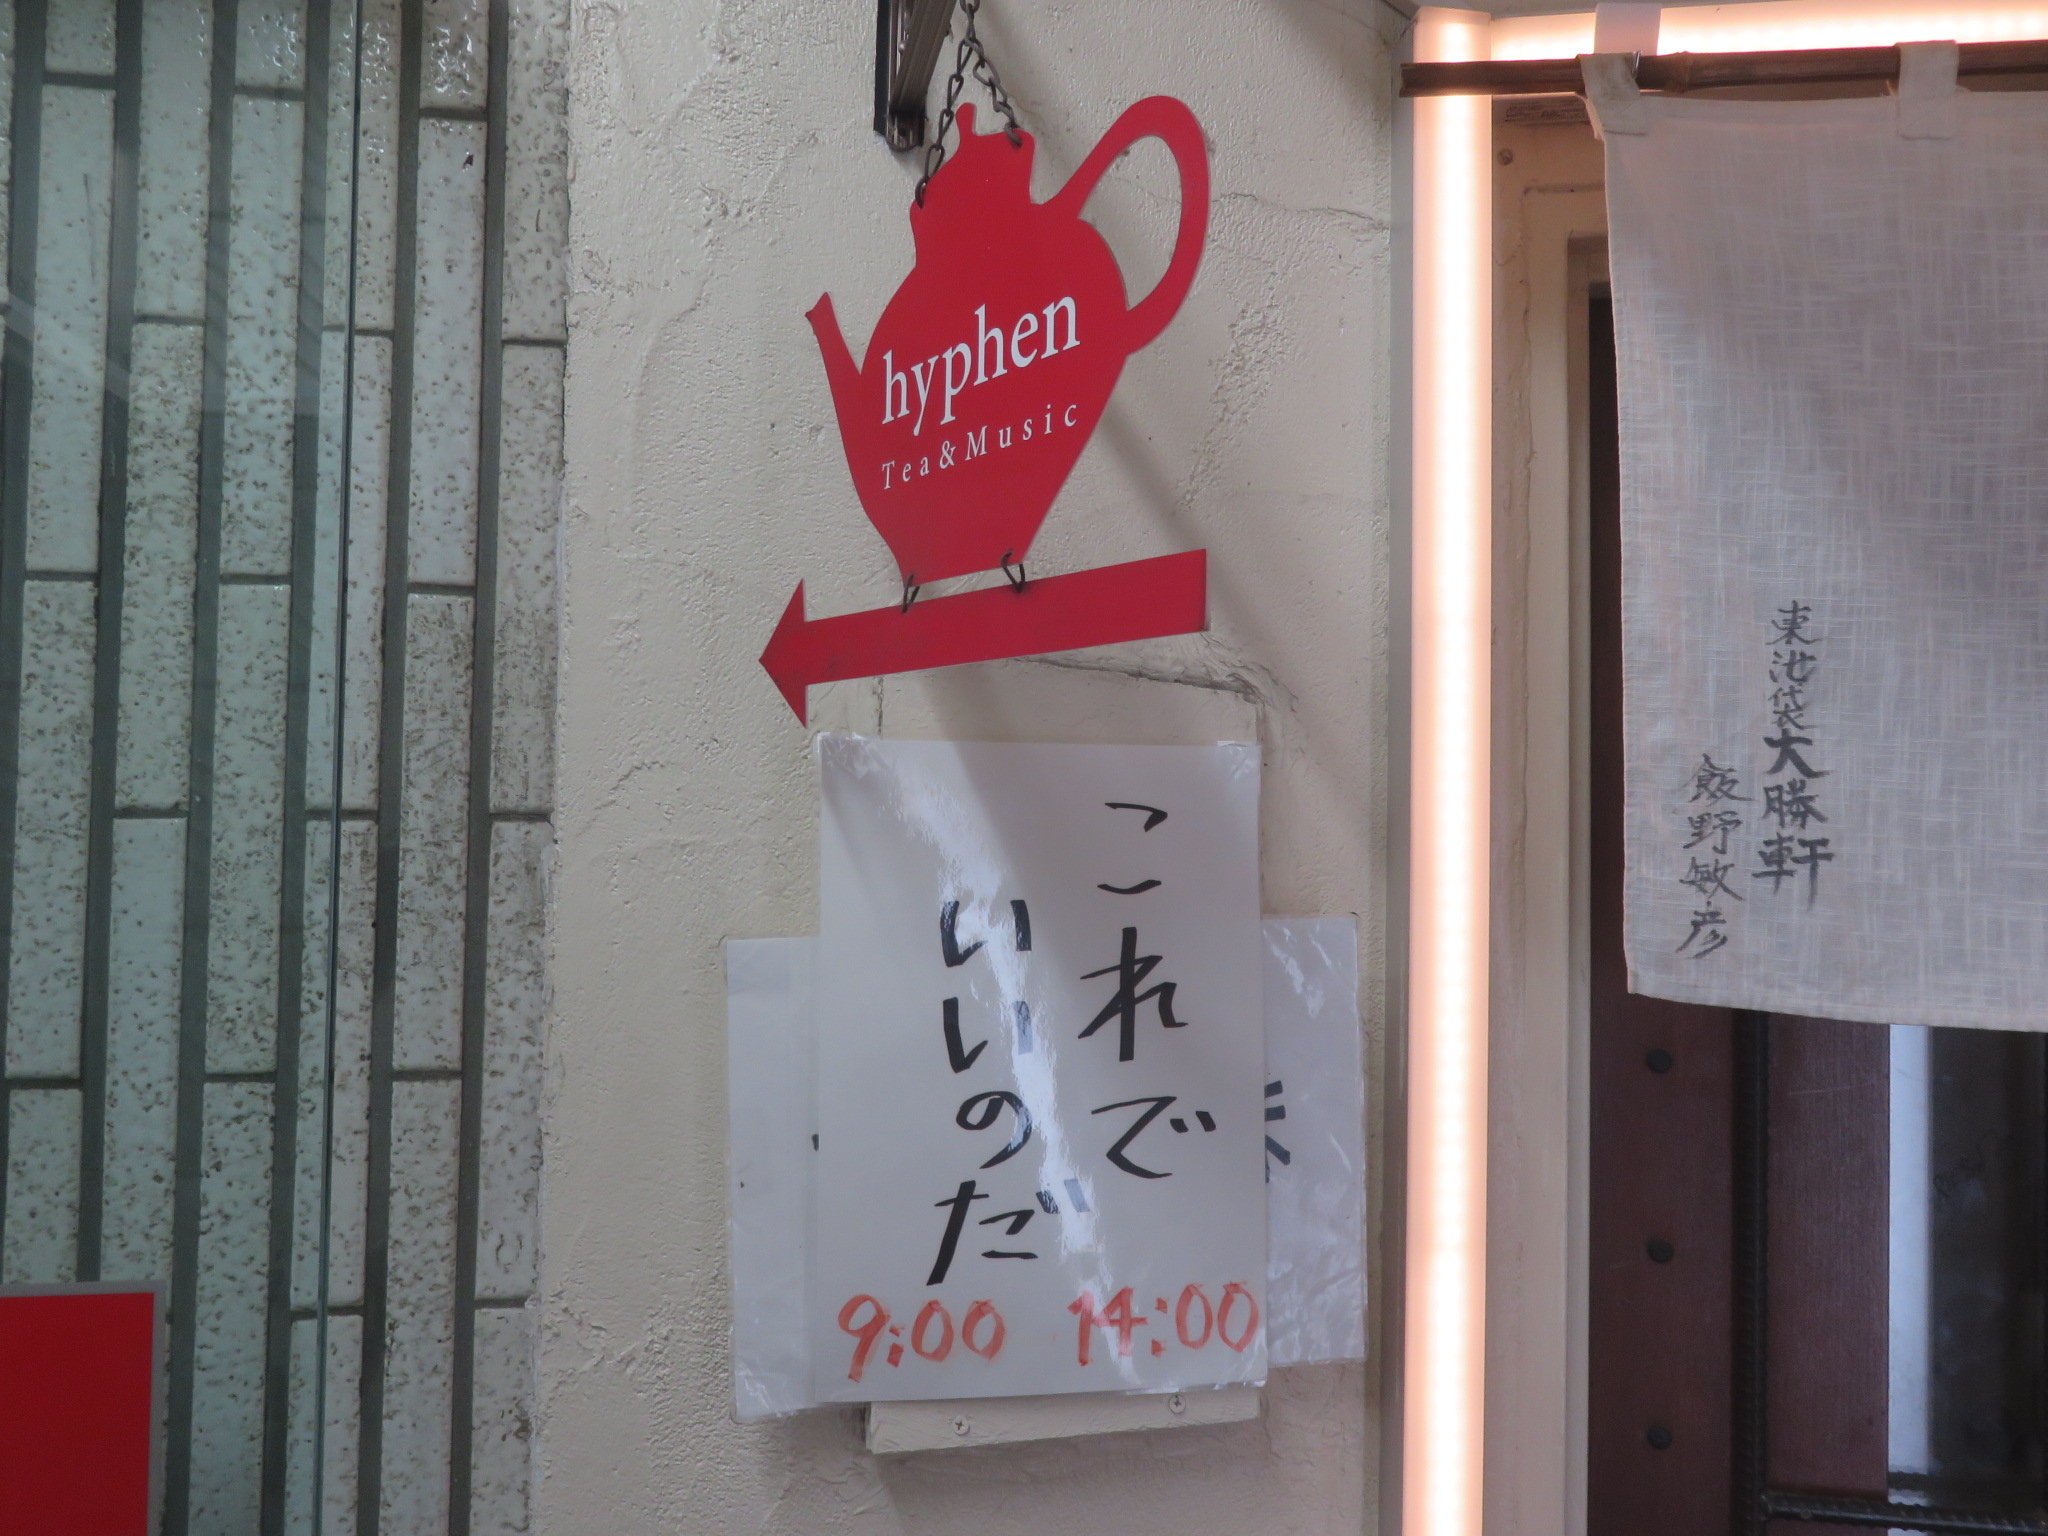 hyphen
Tea&Music
これで
いいのだ
9:00 14:00
東池袋大勝軒
飯野敏彦